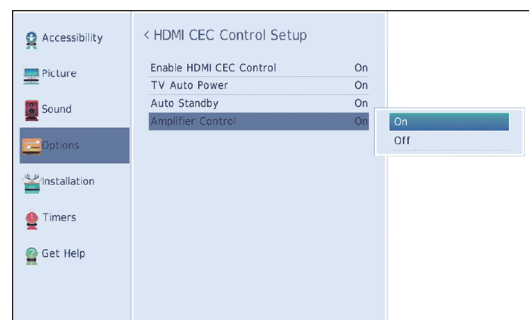 Accessibility
Picture
Sound
Options
Installation
Timers
Get Help
< HDMI CEC Control Setup
Enable HDMI CEC Control On
TV Auto Power On
Auto Standby On
Amplifier Control On
On
Off